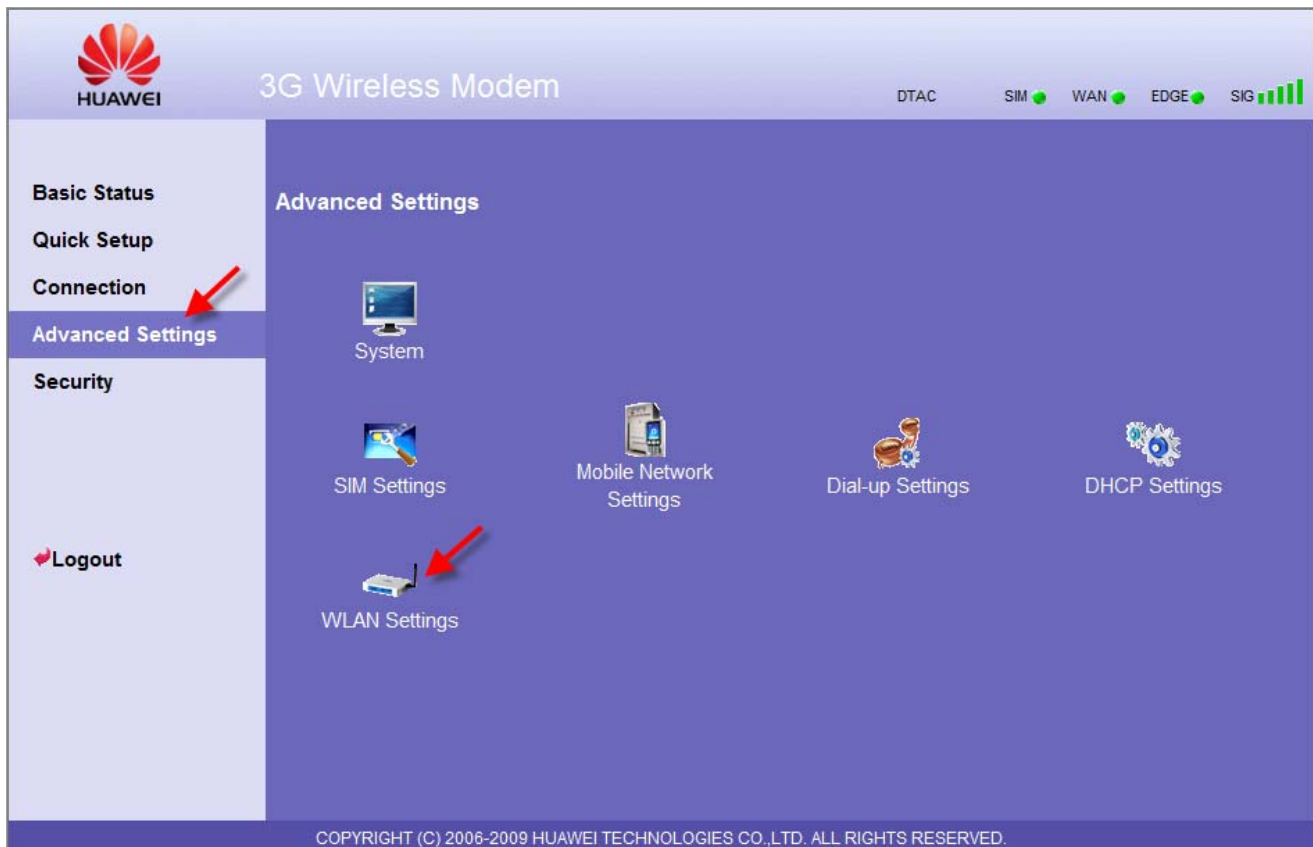 HUAWEI
3G Wireless Modem
DTAC SIM WAN EDGE SIG
Basic Status
Quick Setup
Connection
Advanced Settings
Security
Logout
Advanced Settings
System
SIM Settings
Mobile Network
Settings
Dial-up Settings
DHCP Settings
WLAN Settings
COPYRIGHT (C) 2006-2009 HUAWEI TECHNOLOGIES CO.,LTD. ALL RIGHTS RESERVED.